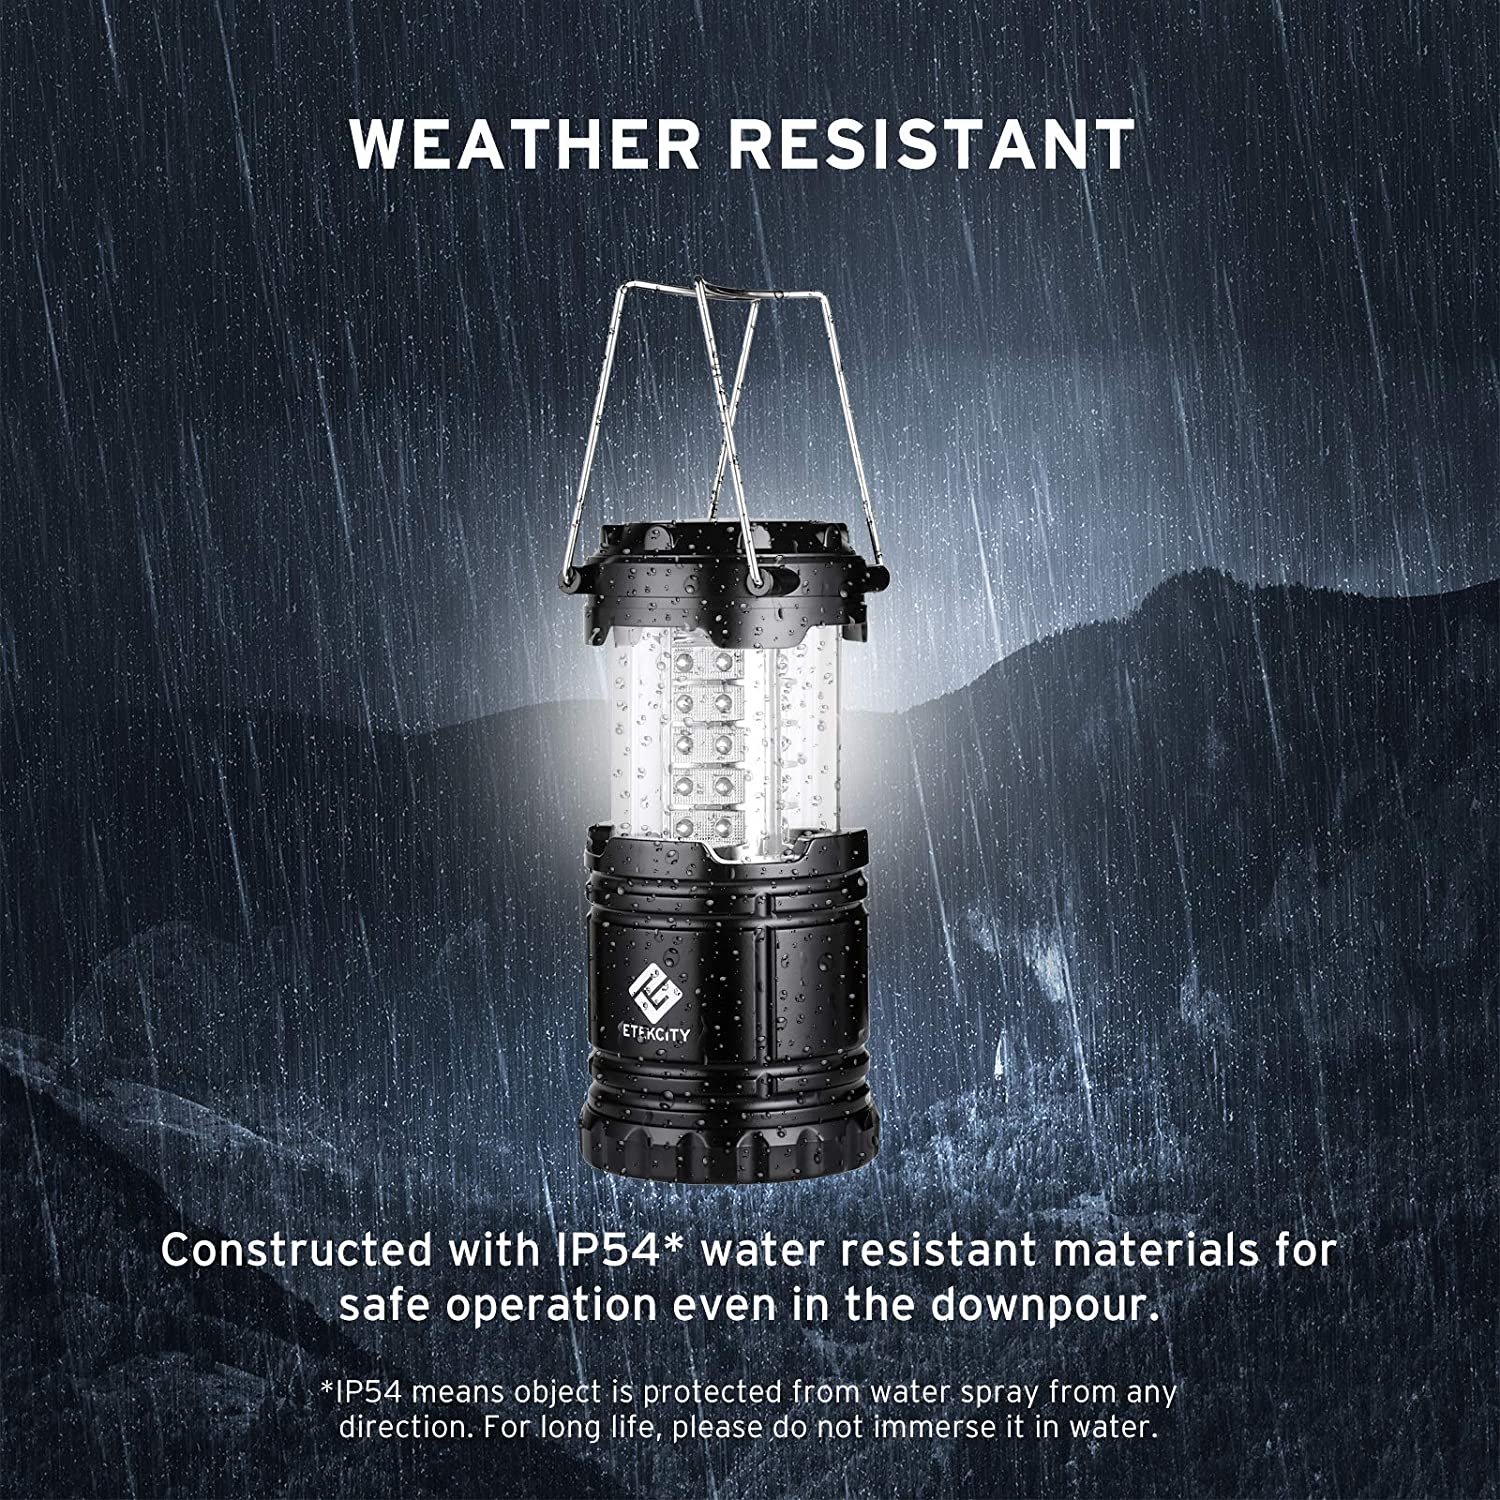 WEATHER RESISTANT
ETEKCITY
Constructed with IP54* water resistant materials for
safe operation even in the downpour.
*IP54 means object is protected from water spray from any
direction. For long life, please do not immerse it in water.